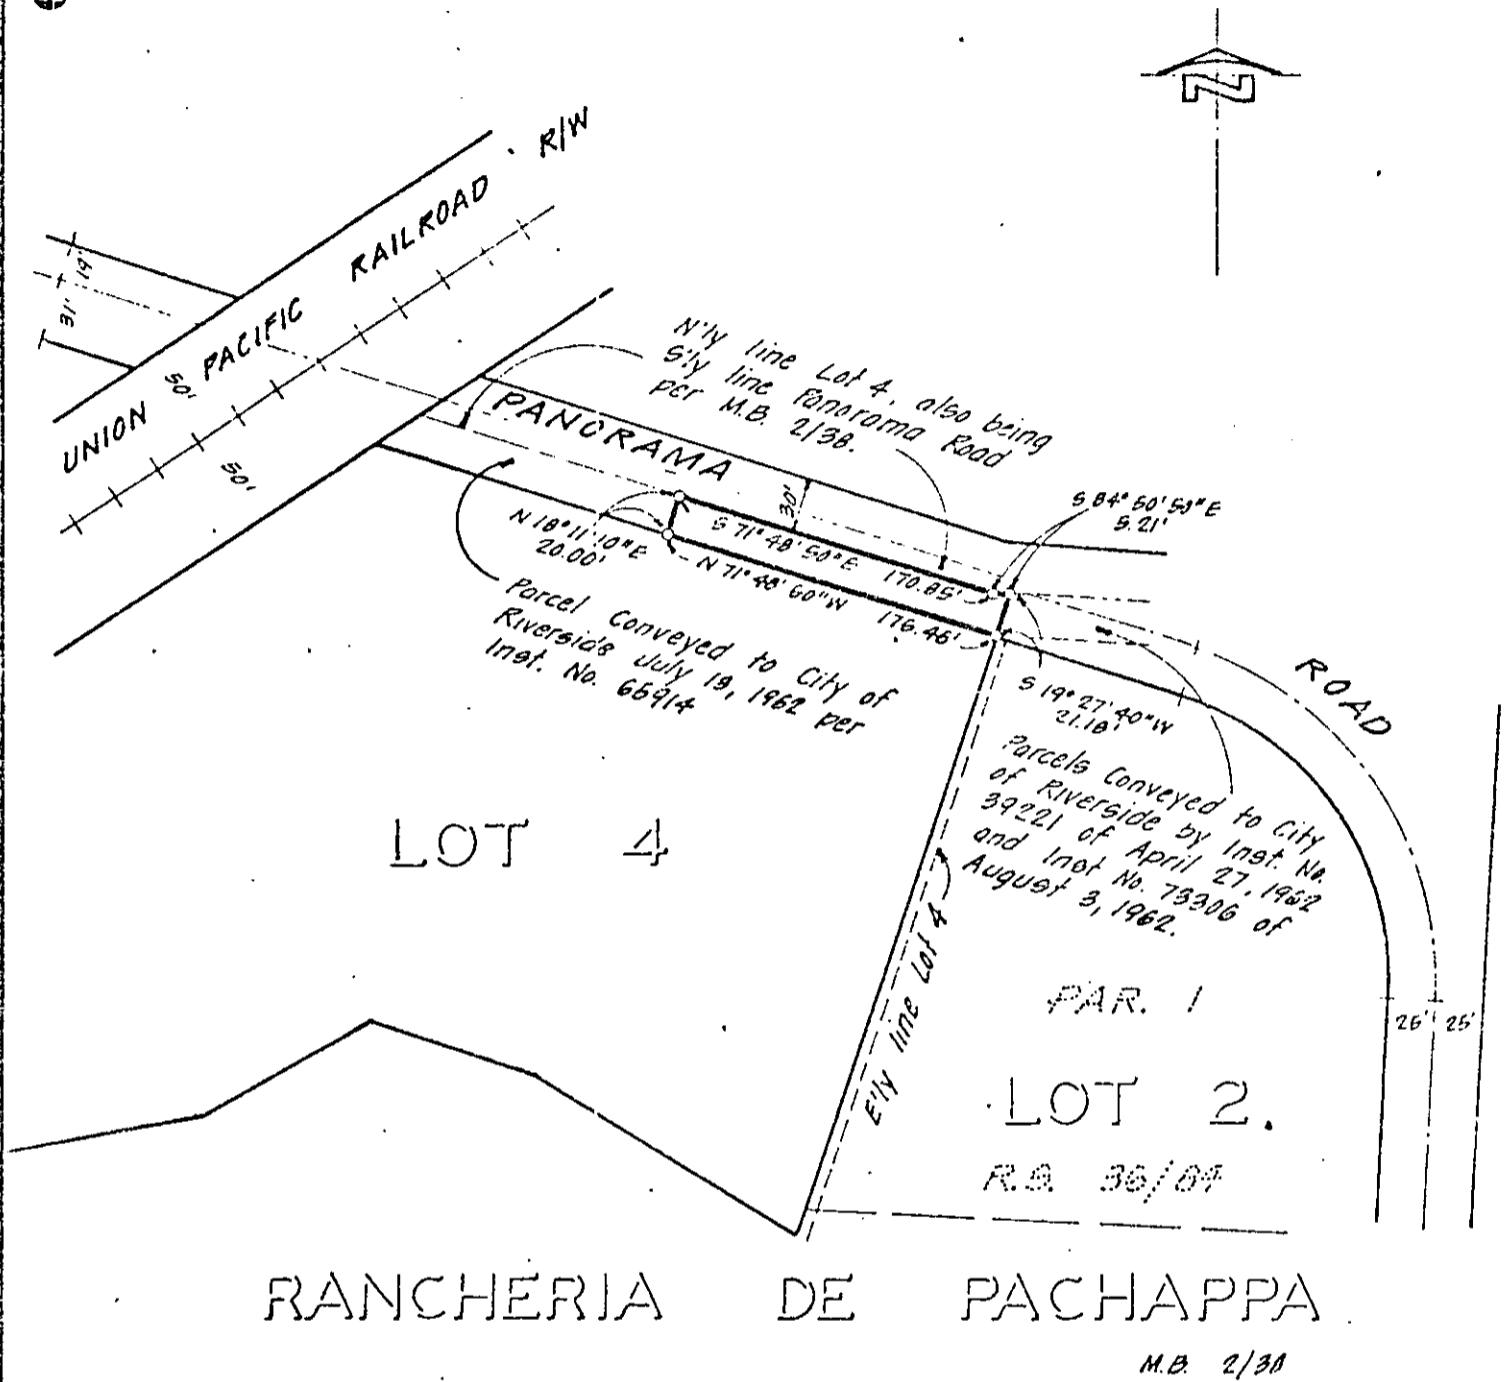 N
R/W
UNION PACIFIC RAILROAD
19'
31'
50'
50'
N'ly line Lot 4, also being
S'ly line Panorama Road
per M.B. 2/38.
PANORAMA
30'
S 84° 50' 50" E
5.21'
N 18° 11' 10" E
20.00'
S 71° 48' 50" E 170.85'
N 71° 48' 50" W 176.46'
Parcel Conveyed to City of
Riverside July 19, 1962 per
Inst. No. 65914
S 19° 27' 40" W
21.18'
ROAD
Parcels Conveyed to City
of Riverside by Inst. No.
39221 of April 27, 1962
and Inst No. 73306 of
August 3, 1962.
LOT 4
E'ly line Lot 4
PAR. 1
25' 25'
LOT 2.
R.S. 36/
RANCHERIA DE PACHAPPA
M.B. 2/38